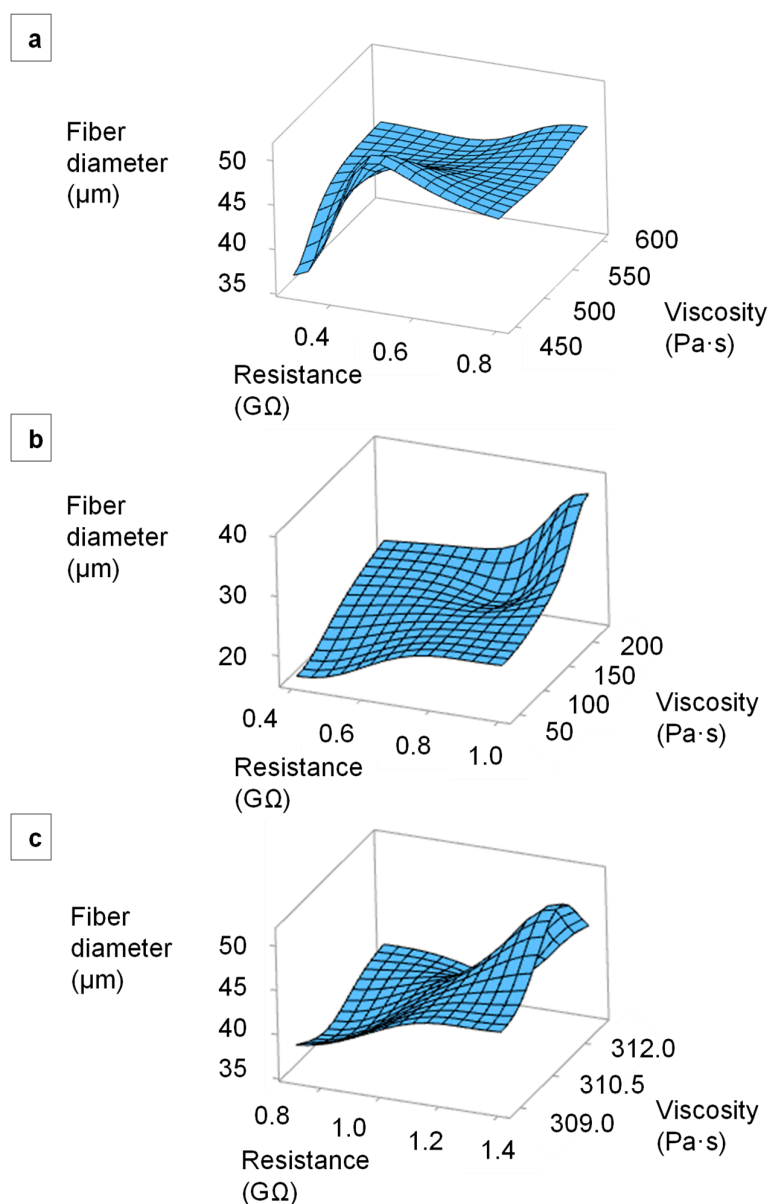 a
Fiber
diameter
(µm)
50
45
40
35
0.4
0.6
0.8
Resistance
(GΩ)
450
500
550
600
Viscosity
(Pa·s)
b
Fiber
diameter
(µm)
40
30
20
0.4
0.6
0.8
1.0
Resistance
(GΩ)
50
100
150
200
Viscosity
(Pa·s)
c
Fiber
diameter
(µm)
50
45
40
35
0.8
1.0
1.2
1.4
Resistance
(GΩ)
309.0
310.5
312.0
Viscosity
(Pa·s)